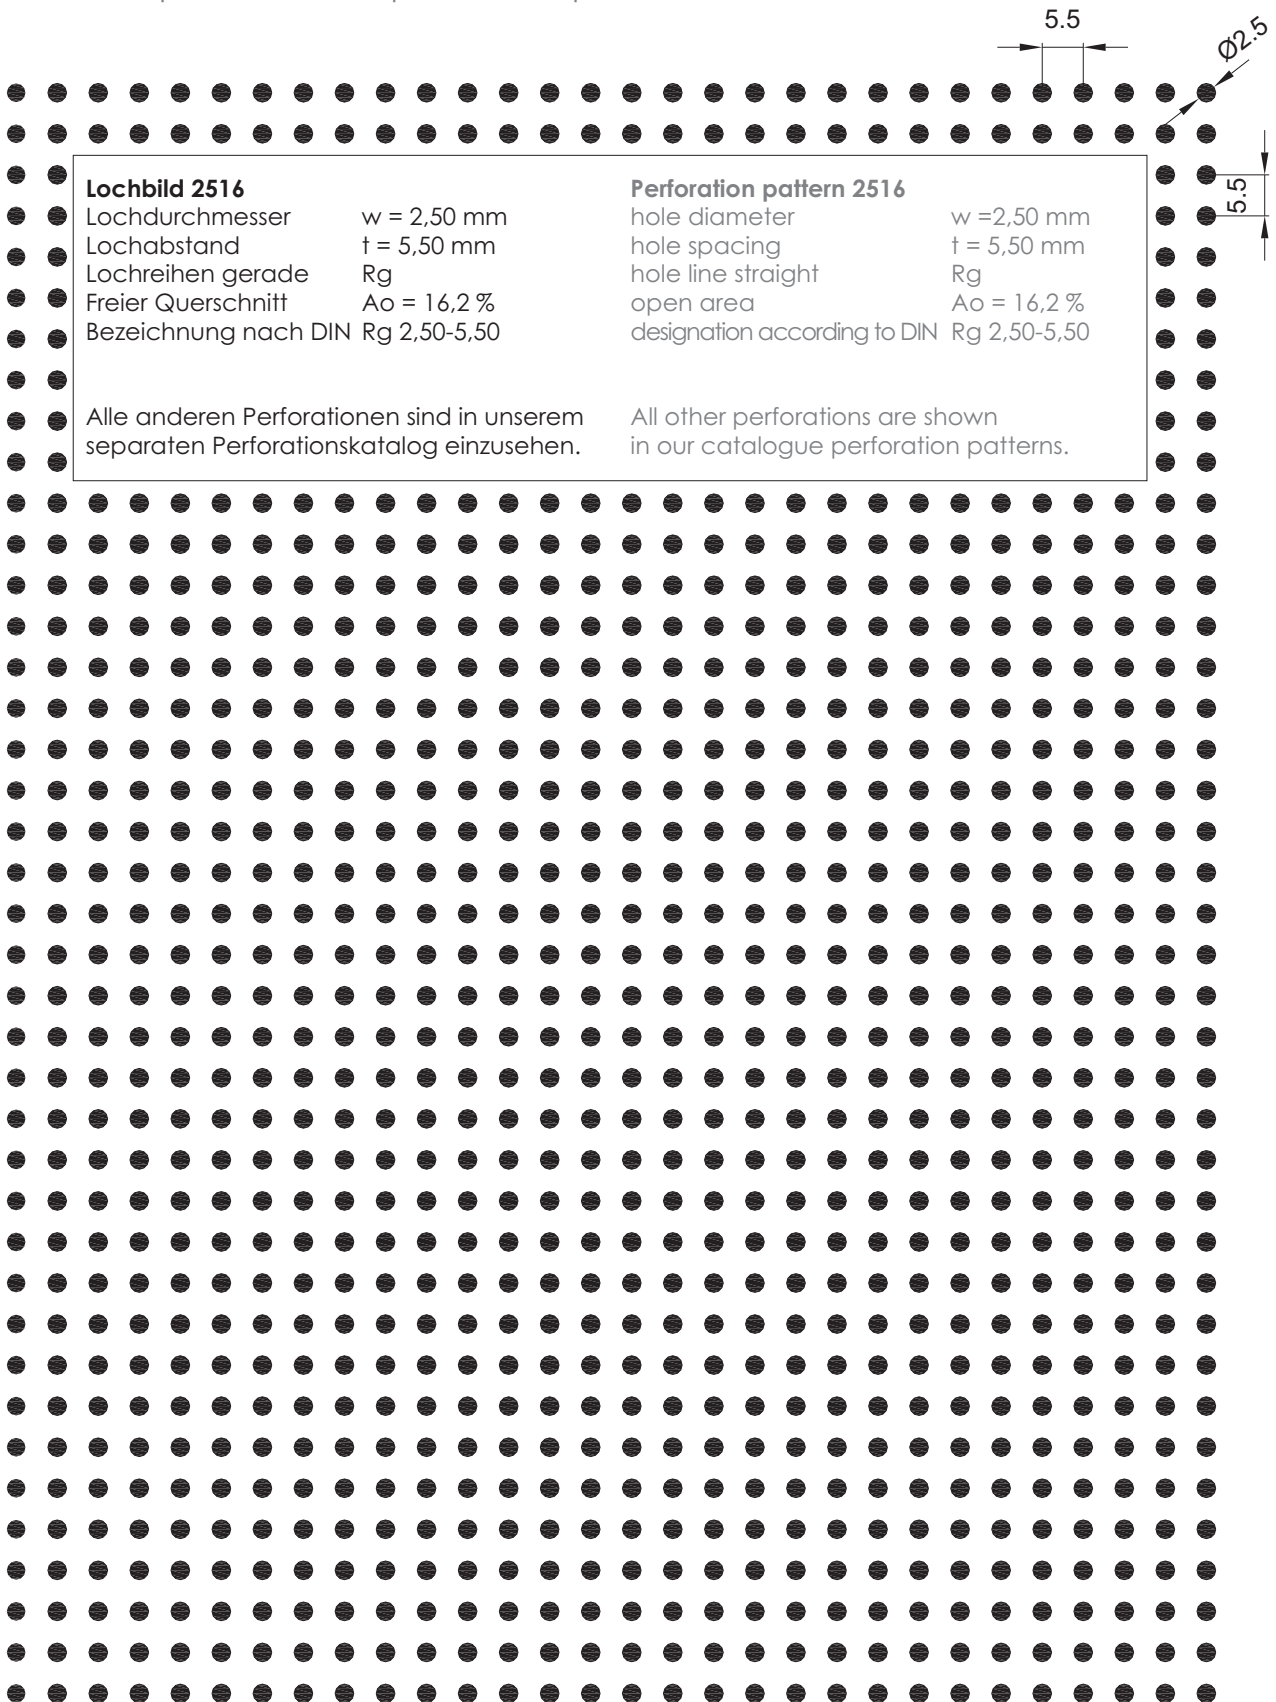 5.5
Ø2.5
5.5
Lochbild 2516
Lochdurchmesser w = 2,50 mm
Lochabstand t = 5,50 mm
Lochreihen gerade Rg
Freier Querschnitt Ao = 16,2 %
Bezeichnung nach DIN Rg 2,50-5,50
Alle anderen Perforationen sind in unserem
separaten Perforationskatalog einzusehen.
Perforation pattern 2516
hole diameter w =2,50 mm
hole spacing t = 5,50 mm
hole line straight Rg
open area Ao = 16,2 %
designation according to DIN Rg 2,50-5,50
All other perforations are shown
in our catalogue perforation patterns.